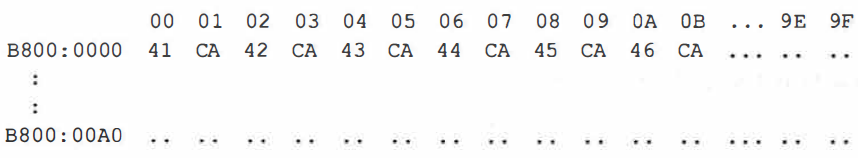 00 01 02 03 04 05 06 07 08 09 0A 0B ... 9E 9F
B800:0000 41 CA 42 CA 43 CA 44 CA 45 CA 46 CA ... .. ..
:
:
B800:00A0 .. .. .. .. .. .. .. .. .. .. .. .. ... .. ..